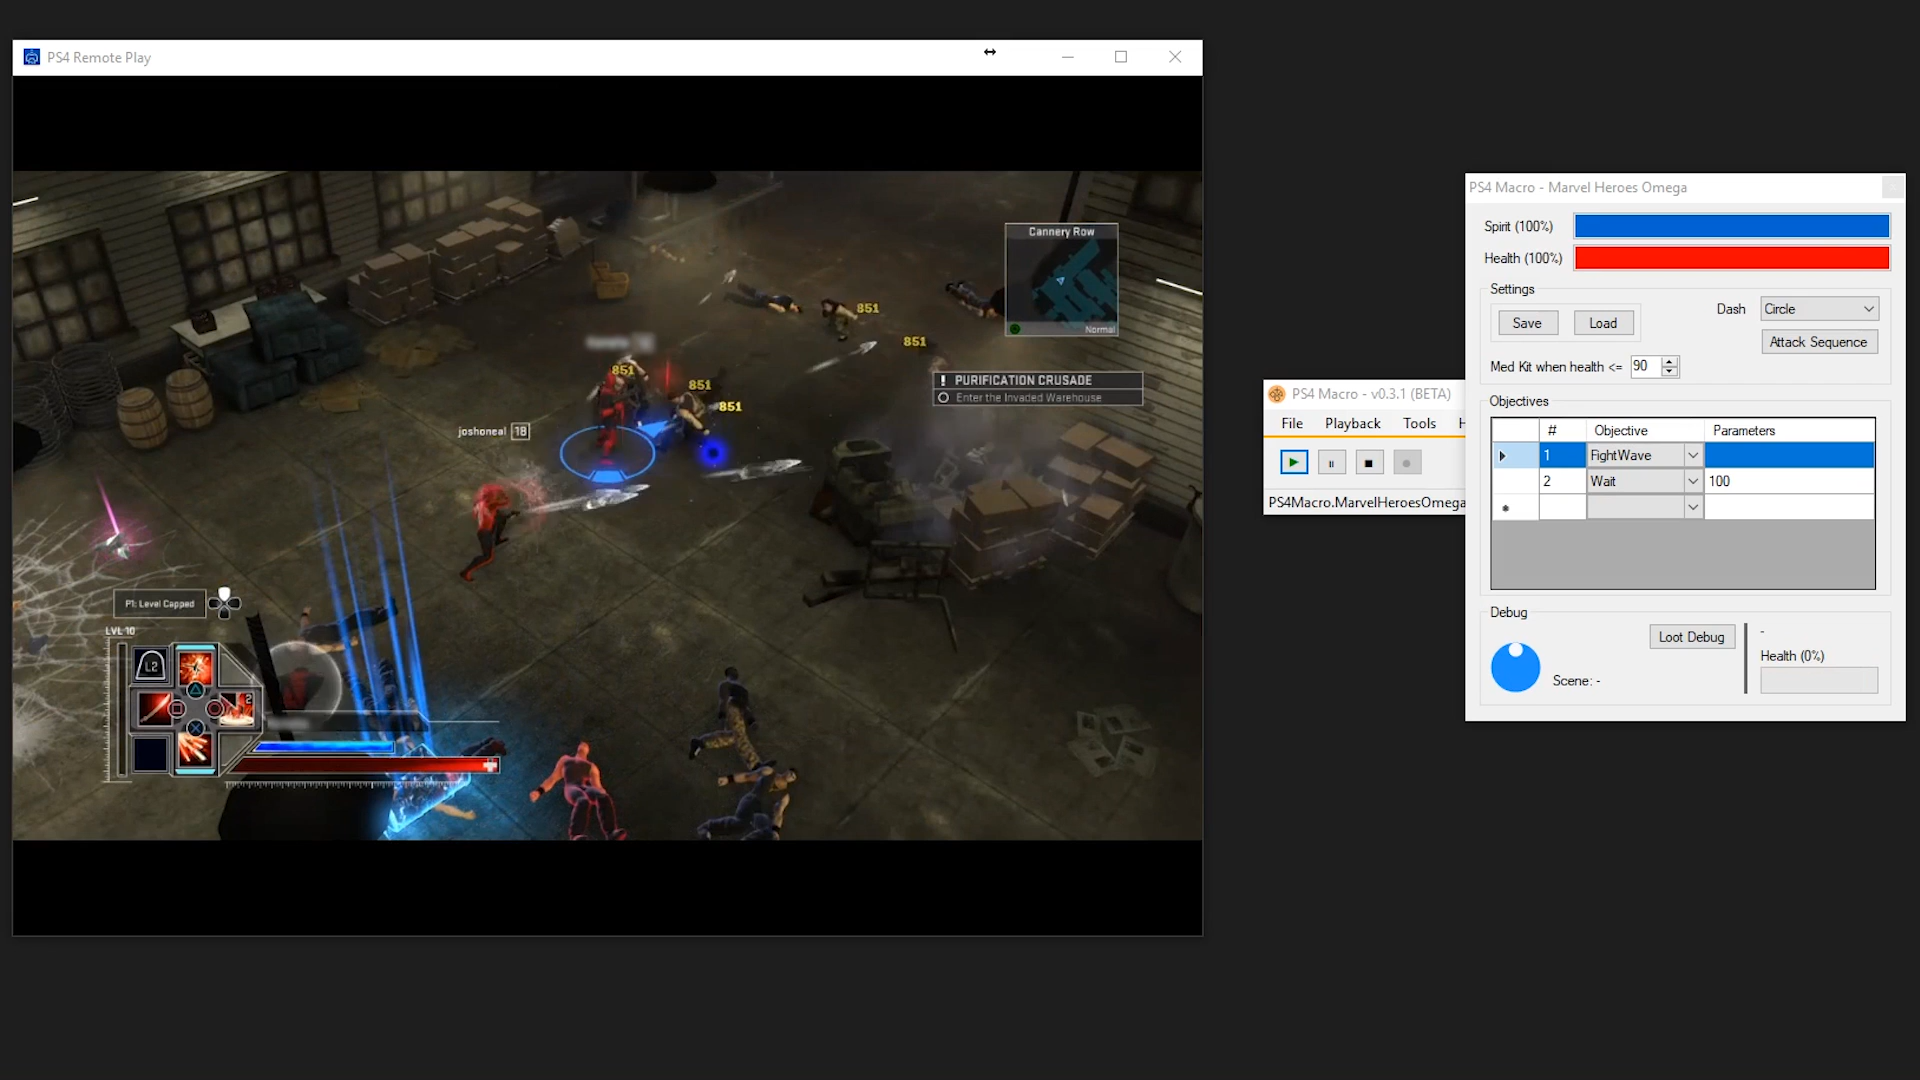 PS4 Remote Play
Cannery Row
Normal
851
851
851
851
851
PURIFICATION CRUSADE
Enter the Invaded Warehouse
joshoneal 18
P1: Level Capped
LVL 10
L2
2
PS4 Macro - v0.3.1 (BETA)
File Playback Tools
PS4Macro.MarvelHeroesOmega
PS4 Macro - Marvel Heroes Omega
Spirit (100%)
Health (100%)
Settings
Save Load
Dash Circle
Attack Sequence
Med Kit when health <= 90
Objectives
# Objective Parameters
1 FightWave
2 Wait 100
Debug
Loot Debug
-
Health (0%)
Scene: -